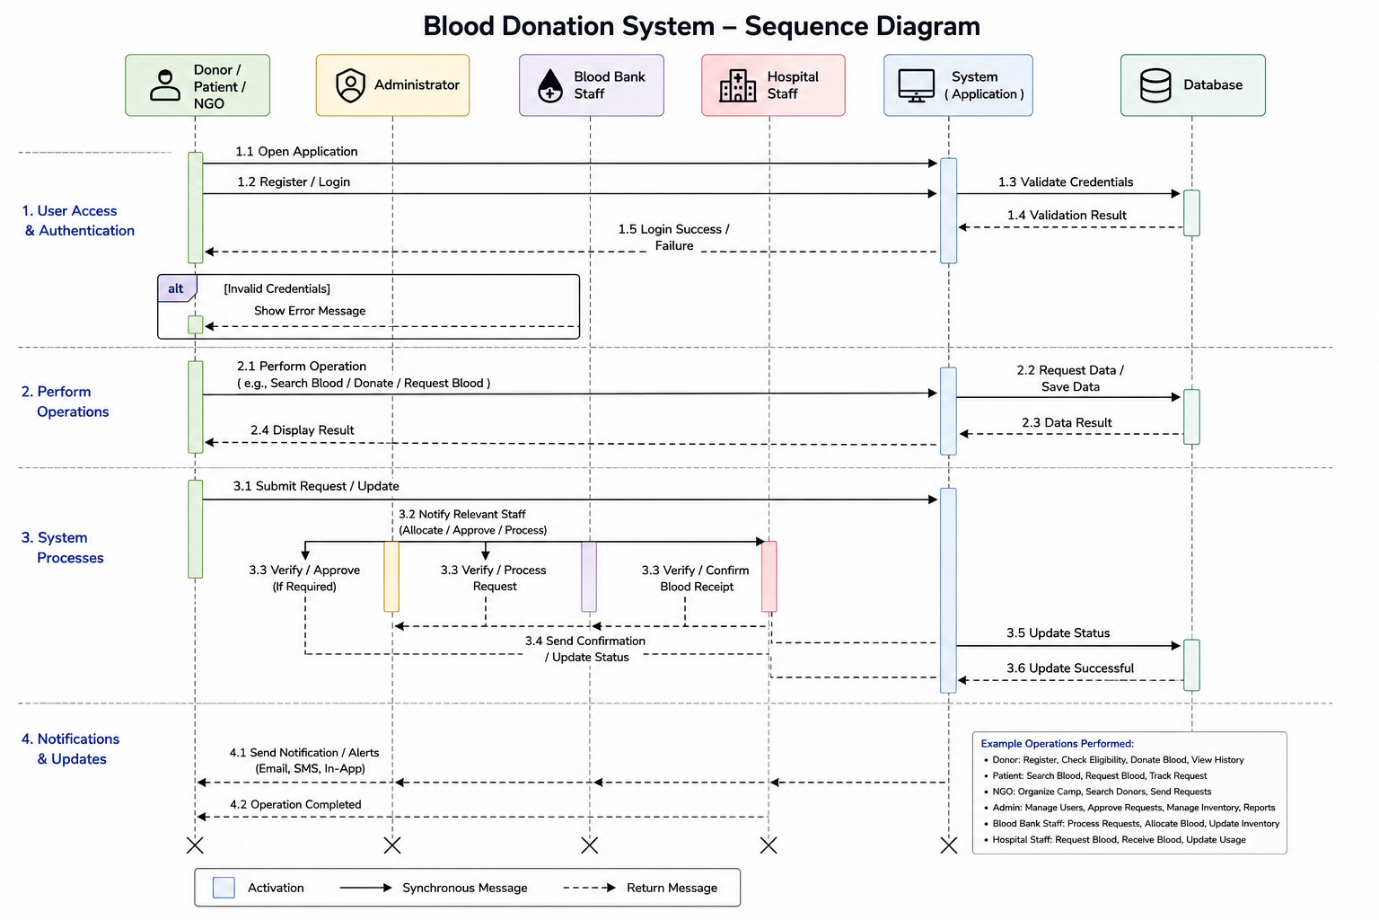 Blood Donation System – Sequence Diagram
Donor /
Patient /
NGO
Administrator
Blood Bank
Staff
Hospital
Staff
System
( Application )
Database
1.1 Open Application
1.2 Register / Login
1.3 Validate Credentials
1. User Access
& Authentication
1.4 Validation Result
1.5 Login Success /
Failure
alt
[Invalid Credentials]
Show Error Message
2.1 Perform Operation
( e.g., Search Blood / Donate / Request Blood )
2.2 Request Data /
Save Data
2. Perform
Operations
2.4 Display Result
2.3 Data Result
3.1 Submit Request / Update
3.2 Notify Relevant Staff
(Allocate / Approve / Process)
3. System
Processes
3.3 Verify / Approve
(If Required)
3.3 Verify / Process
Request
3.3 Verify / Confirm
Blood Receipt
3.4 Send Confirmation
/ Update Status
3.5 Update Status
3.6 Update Successful
4. Notifications
& Updates
4.1 Send Notification / Alerts
(Email, SMS, In-App)
4.2 Operation Completed
Example Operations Performed:
• Donor: Register, Check Eligibility, Donate Blood, View History
• Patient: Search Blood, Request Blood, Track Request
• NGO: Organize Camp, Search Donors, Send Requests
• Admin: Manage Users, Approve Requests, Manage Inventory, Reports
• Blood Bank Staff: Process Requests, Allocate Blood, Update Inventory
• Hospital Staff: Request Blood, Receive Blood, Update Usage
Activation
Synchronous Message
Return Message